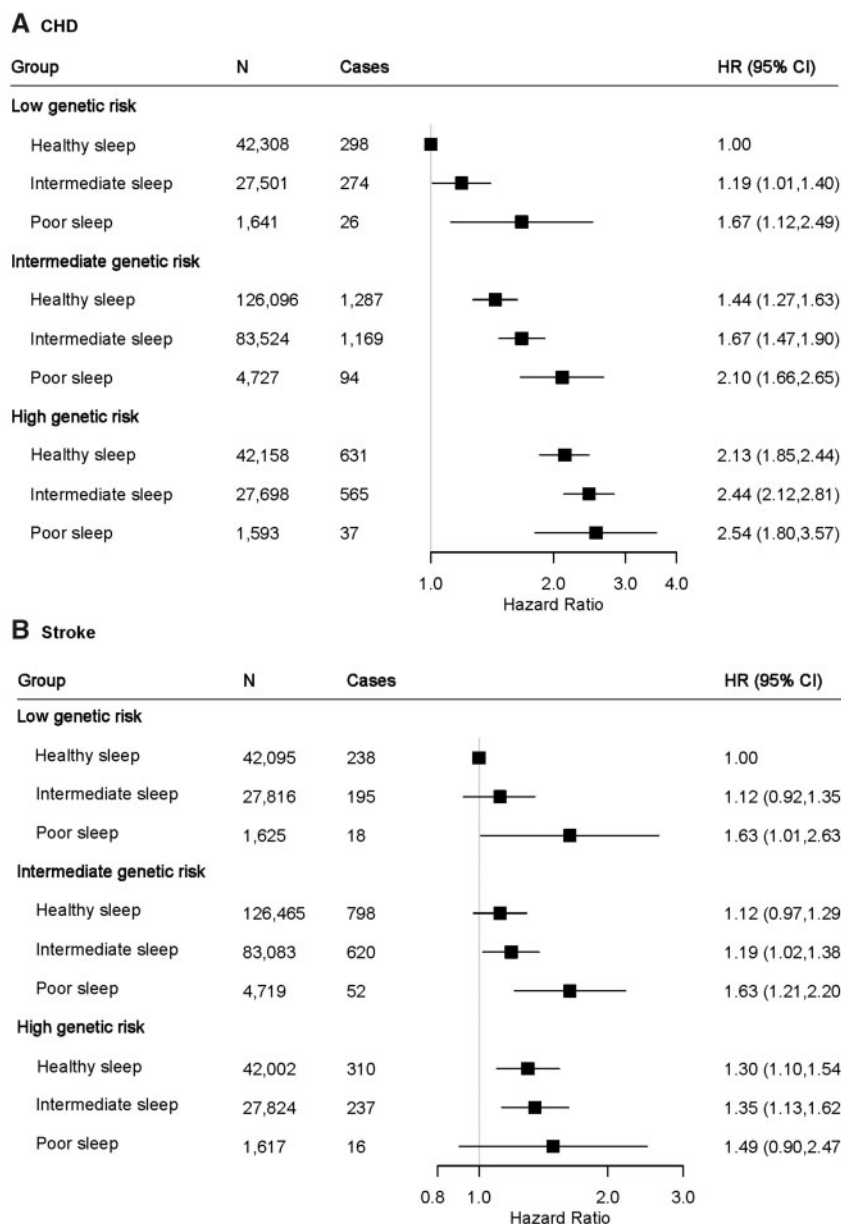 A CHD
Group N Cases HR (95% CI)
Low genetic risk
Healthy sleep 42,308 298 1.00
Intermediate sleep 27,501 274 1.19 (1.01,1.40)
Poor sleep 1,641 26 1.67 (1.12,2.49)
Intermediate genetic risk
Healthy sleep 126,096 1,287 1.44 (1.27,1.63)
Intermediate sleep 83,524 1,169 1.67 (1.47,1.90)
Poor sleep 4,727 94 2.10 (1.66,2.65)
High genetic risk
Healthy sleep 42,158 631 2.13 (1.85,2.44)
Intermediate sleep 27,698 565 2.44 (2.12,2.81)
Poor sleep 1,593 37 2.54 (1.80,3.57)
1.0 2.0 3.0 4.0
Hazard Ratio
B Stroke
Group N Cases HR (95% CI)
Low genetic risk
Healthy sleep 42,095 238 1.00
Intermediate sleep 27,816 195 1.12 (0.92,1.35
Poor sleep 1,625 18 1.63 (1.01,2.63
Intermediate genetic risk
Healthy sleep 126,465 798 1.12 (0.97,1.29
Intermediate sleep 83,083 620 1.19 (1.02,1.38
Poor sleep 4,719 52 1.63 (1.21,2.20
High genetic risk
Healthy sleep 42,002 310 1.30 (1.10,1.54
Intermediate sleep 27,824 237 1.35 (1.13,1.62
Poor sleep 1,617 16 1.49 (0.90,2.47
0.8 1.0 2.0 3.0
Hazard Ratio